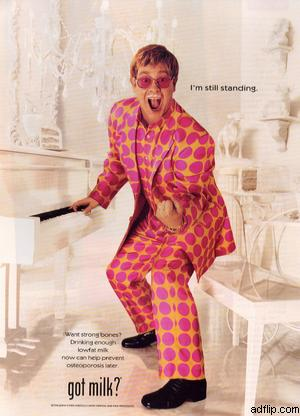 I'm still standing.
Want strong bones?
Drinking enough
lowfat milk
now can help prevent
osteoporosis later.
got milk?
adflip.com